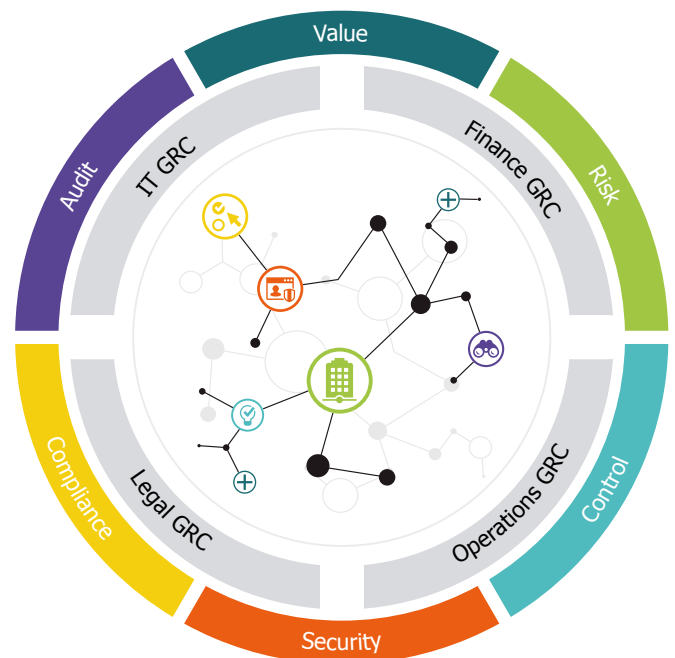 Value
Audit
IT GRC
Finance GRC
Risk
Compliance
Legal GRC
Operations GRC
Control
Security